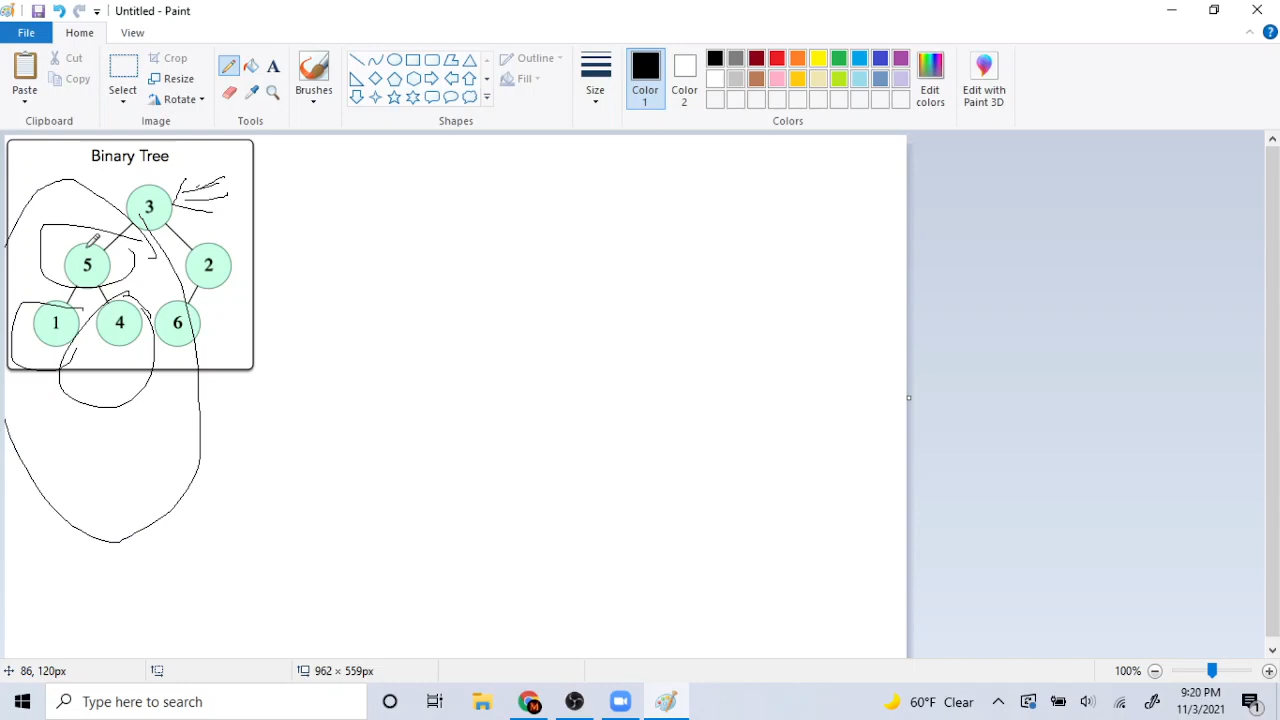 Untitled - Paint
File
Home
View
Paste
Cut
Copy
Clipboard
Select
Crop
Resize
Rotate
Image
A
Tools
Brushes
Outline
Fill
Shapes
Size
Color
1
Color
2
Edit
colors
Colors
Edit with
Paint 3D
Binary Tree
3
5
2
1
4
6
86, 120px
962 × 559px
100%
Type here to search
60°F Clear
9:20 PM
11/3/2021